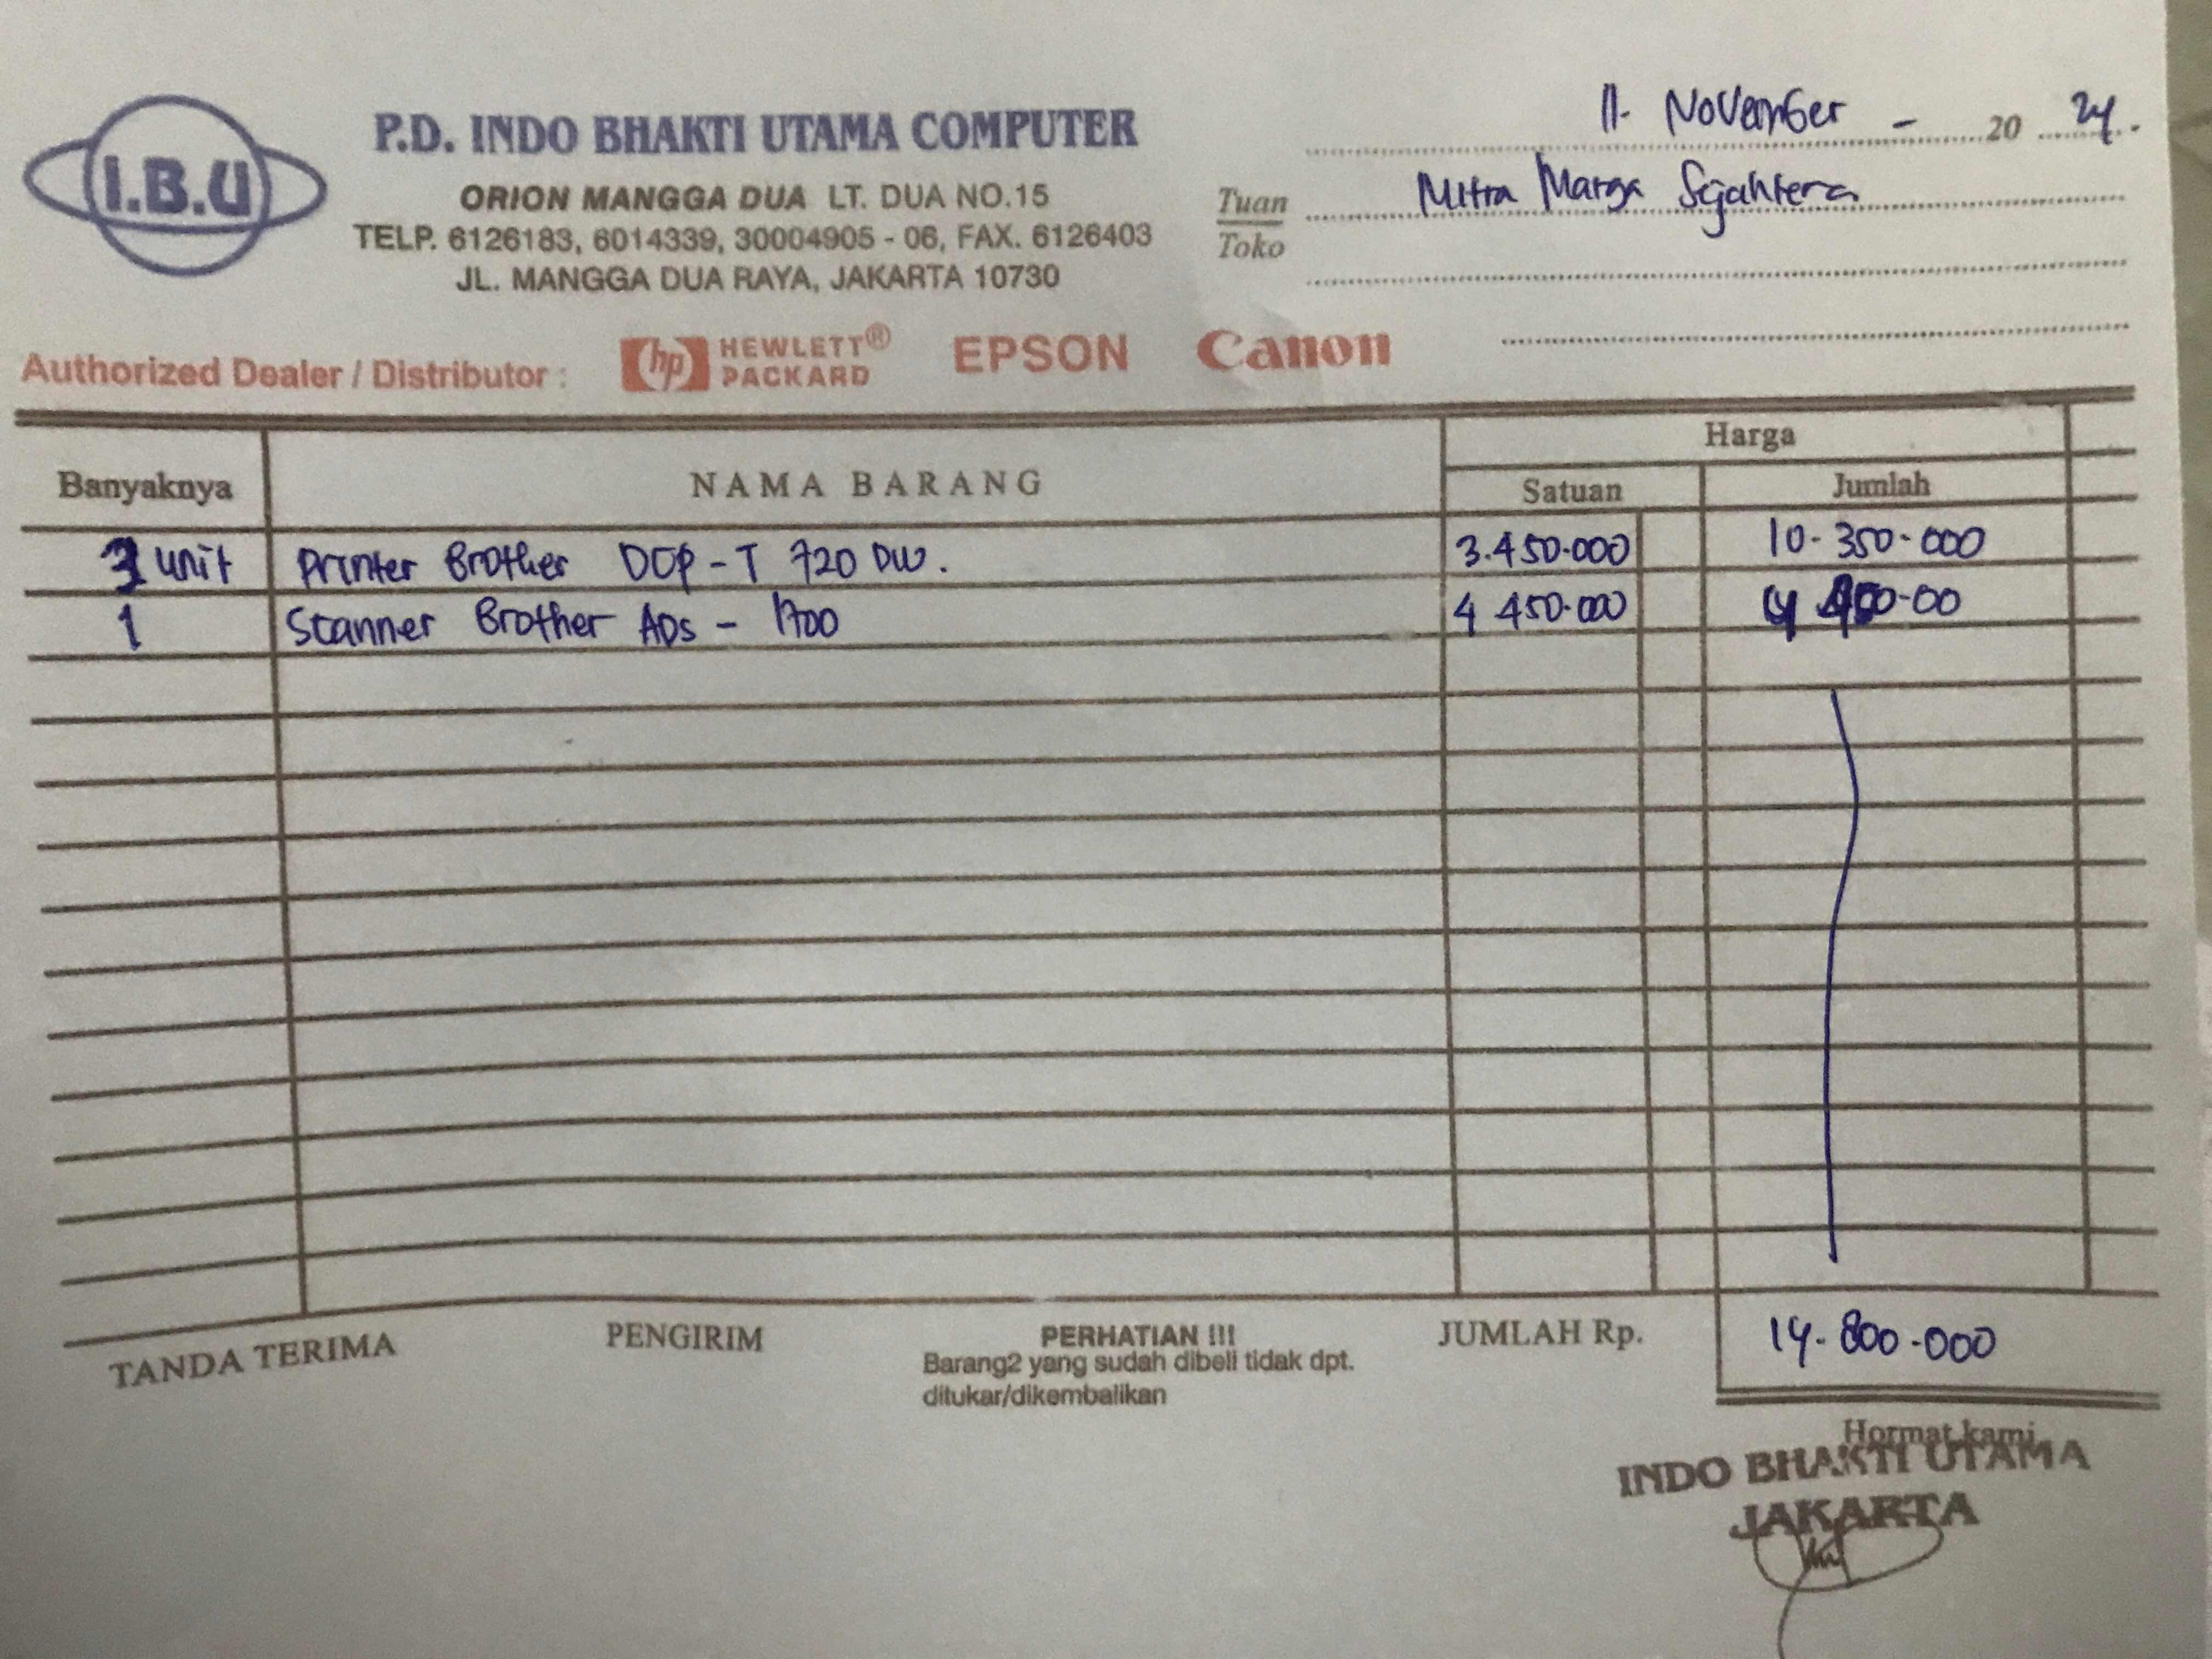 I.B.U
P.D. INDO BHAKTI UTAMA COMPUTER
ORION MANGGA DUA LT. DUA NO.15
TELP. 6126183, 6014339, 30004905 - 06, FAX. 6126403
JL. MANGGA DUA RAYA, JAKARTA 10730
11. November - 20 24.
Tuan Mitra Marga Sejahtera
Toko
Authorized Dealer / Distributor : hp HEWLETT® PACKARD EPSON Canon
Harga
Banyaknya NAMA BARANG Satuan Jumlah
3 unit Printer Brother DCP-T 720 DW. 3.450.000 10.350.000
1 Scanner Brother ADs - 1700 4 450.000
TANDA TERIMA PENGIRIM PERHATIAN !!! JUMLAH Rp. 14.800.000
Barang2 yang sudah dibeli tidak dpt.
ditukar/dikembalikan
Hormat kami,
INDO BHAKTI UTAMA
JAKARTA